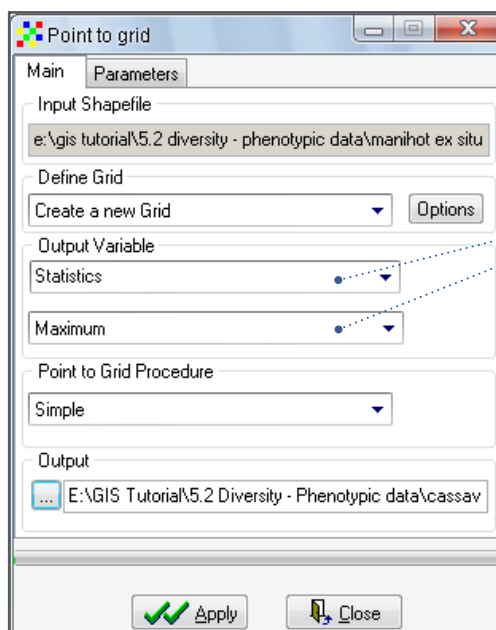 Point to grid
Main Parameters
Input Shapefile
e:\gis tutorial\5.2 diversity - phenotypic data\manihot ex situ
Define Grid
Create a new Grid Options
Output Variable
Statistics
Maximum
Point to Grid Procedure
Simple
Output
... E:\GIS Tutorial\5.2 Diversity - Phenotypic data\cassav
Apply Close